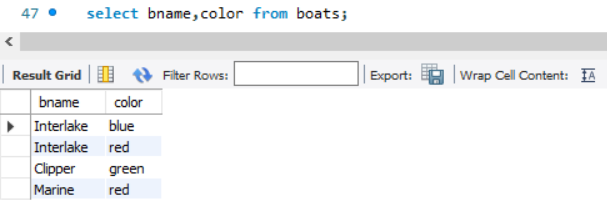 47 select bname,color from boats;
Result Grid Filter Rows: Export: Wrap Cell Content: IA
bname color
Interlake blue
Interlake red
Clipper green
Marine red